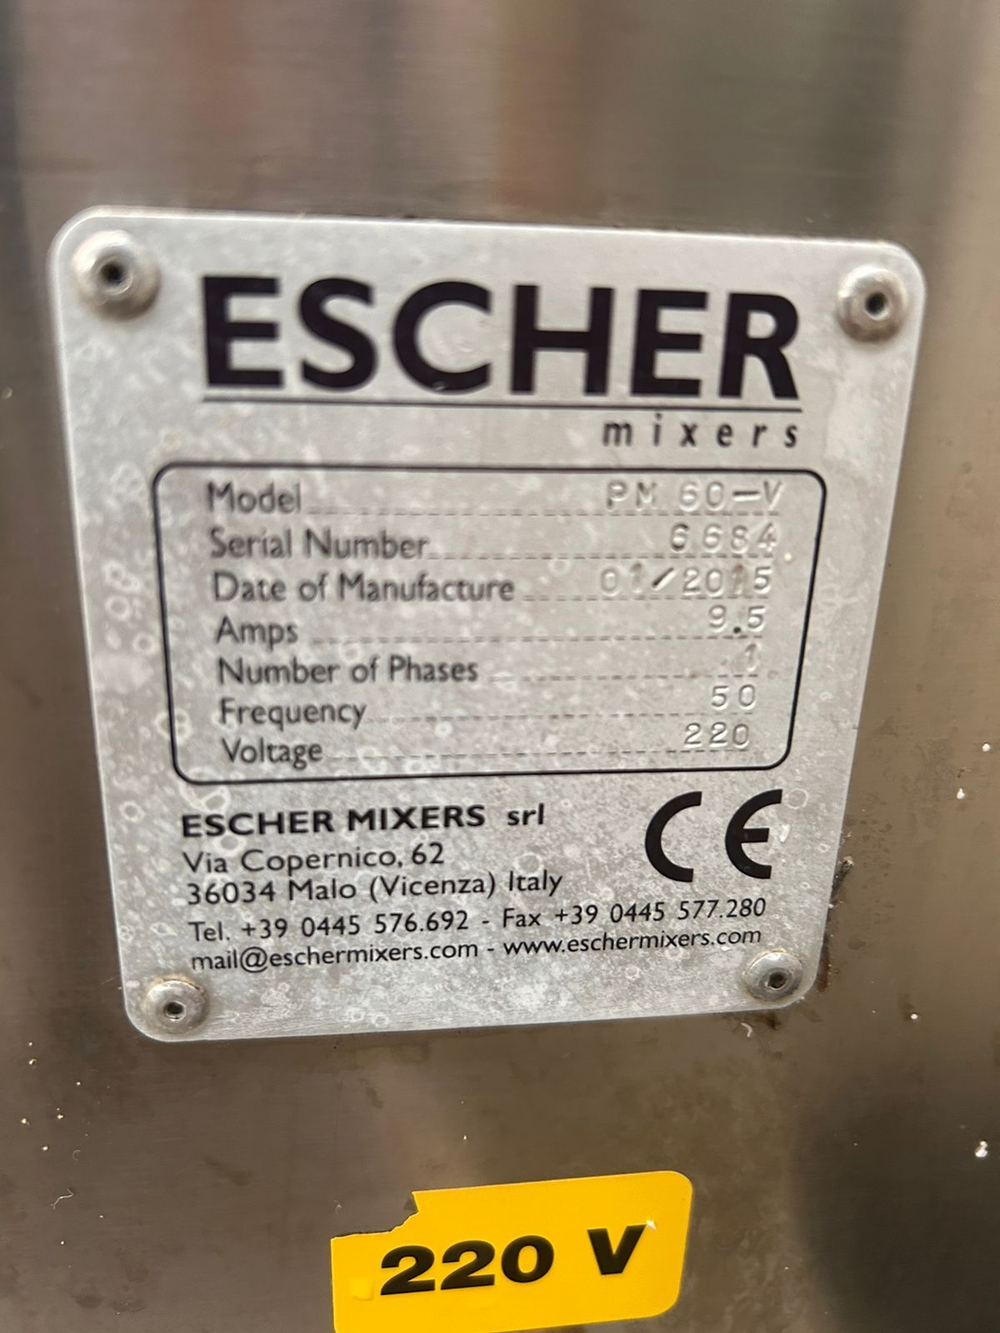 ESCHER
mixers
Model PM 60-V
Serial Number 6684
Date of Manufacture 01/2015
Amps 9.5
Number of Phases 1
Frequency 50
Voltage 220
ESCHER MIXERS srl
Via Copernico, 62
36034 Malo (Vicenza) Italy
CE
Tel. +39 0445 576.692 - Fax +39 0445 577.280
mail@eschermixers.com - www.eschermixers.com
220 V